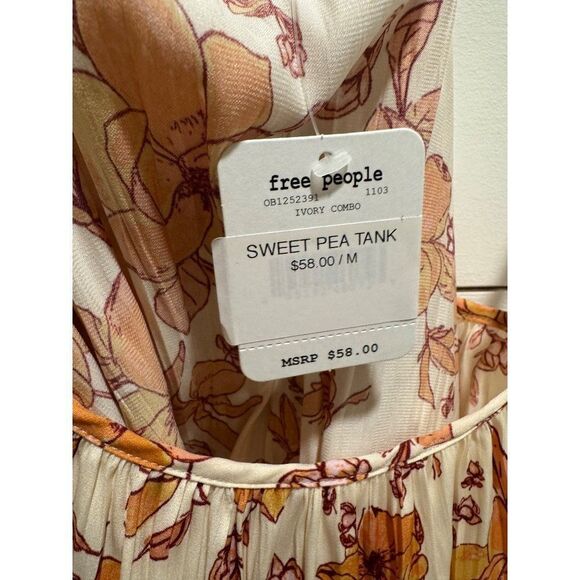 free people
OB1252391 1103
IVORY COMBO
SWEET PEA TANK
$58.00 / M
MSRP $58.00